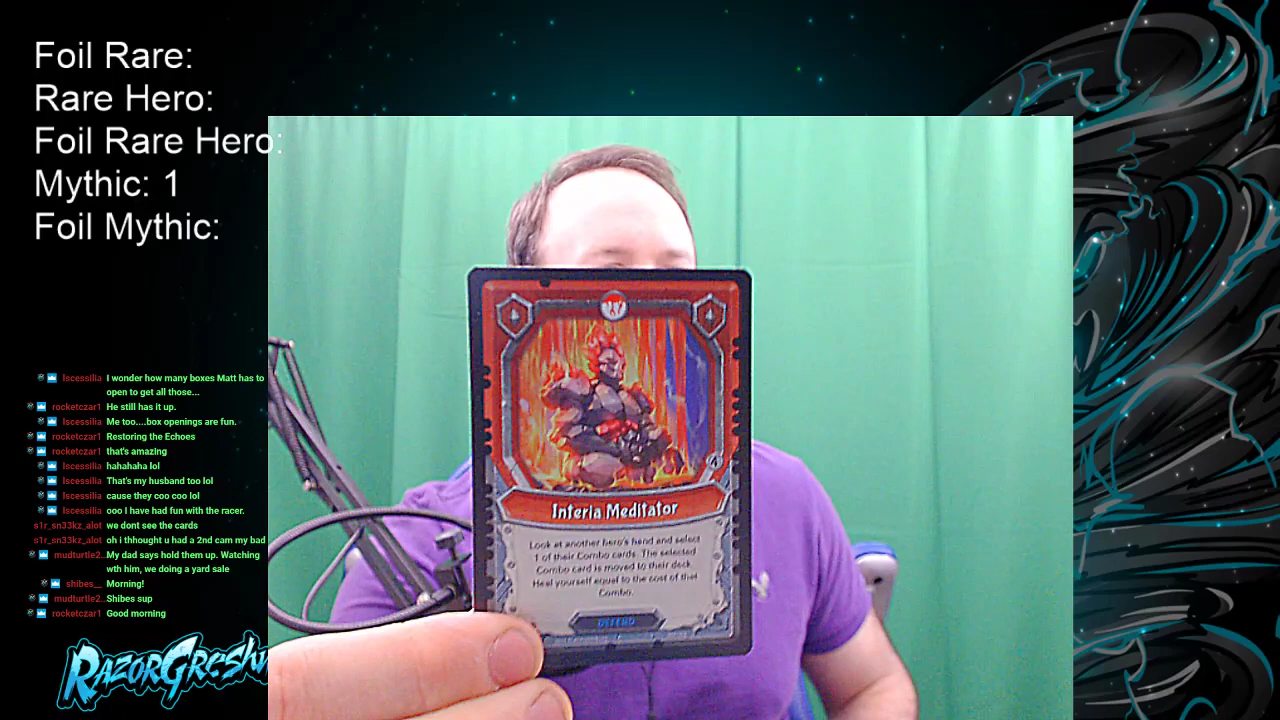 Foil Rare:
Rare Hero:
Foil Rare Hero:
Mythic: 1
Foil Mythic:
lscessilia I wonder how many boxes Matt has to
open to get all those...
rocketczar1 He still has it up.
lscessilia Me too....box openings are fun.
rocketczar1 Restoring the Echoes
rocketczar1 that's amazing
lscessilia hahahaha lol
lscessilia That's my husband too lol
lscessilia cause they coo coo lol
lscessilia ooo I have had fun with the racer.
s1r_sn33kz_alot we dont see the cards
s1r_sn33kz_alot oh i thhought u had a 2nd cam my bad
mudturtle2.. My dad says hold them up. Watching
wth him, we doing a yard sale
shibes__ Morning!
mudturtle2.. Shibes sup
rocketczar1 Good morning
4
4
4
Interia Meditator
Look at another hero's hend and select
1 of their Combo cards. The selected
Combo card is moved to their deck.
Heal yourself equal to the cost of that
Combo.
DEFEND